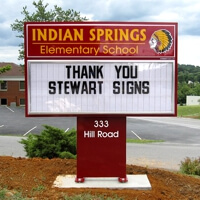 INDIAN SPRINGS
Elementary School
THANK YOU
STEWART SIGNS
333
Hill Road